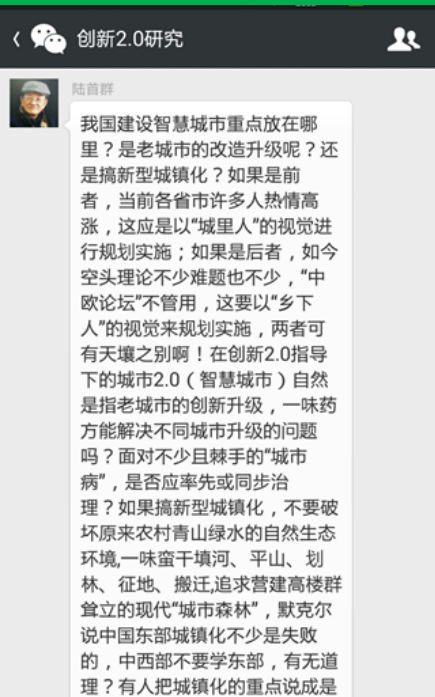 创新2.0研究
陆首群
我国建设智慧城市重点放在哪
里？是老城市的改造升级呢？还
是搞新型城镇化？如果是前
者，当前各省市许多人热情高
涨，这应是以“城里人”的视觉进
行规划实施；如果是后者，如今
空头理论不少难题也不少，“中
欧论坛”不管用，这要以“乡下
人”的视觉来规划实施，两者可
有天壤之别啊！在创新2.0指导
下的城市2.0（智慧城市）自然
是指老城市的创新升级，一味药
方能解决不同城市升级的问题
吗？面对不少且棘手的“城市
病”，是否应率先或同步治
理？如果搞新型城镇化，不要破
坏原来农村青山绿水的自然生态
环境,一味蛮干填河、平山、划
林、征地、搬迁,追求营建高楼群
耸立的现代“城市森林”，默克尔
说中国东部城镇化不少是失败
的，中西部不要学东部，有无道
理？有人把城镇化的重点说成是